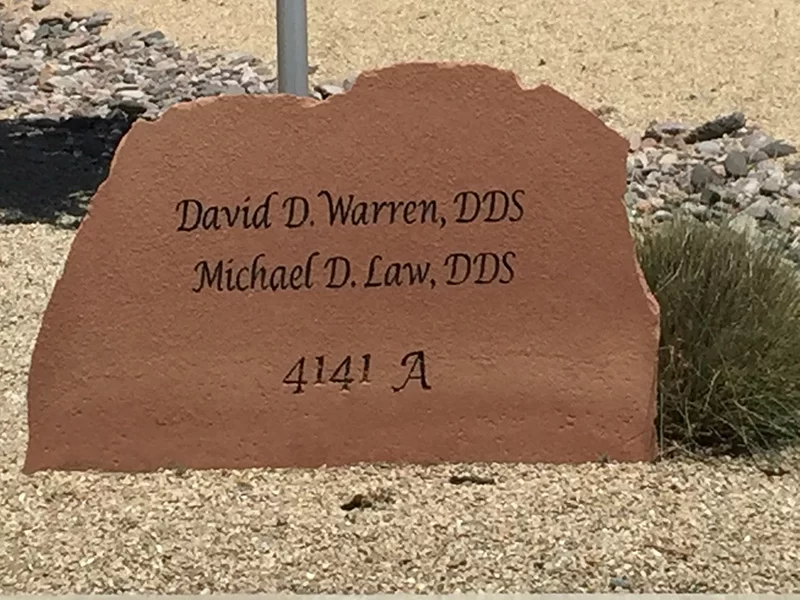 David D. Warren, DDS
Michael D. Law, DDS
4141 A